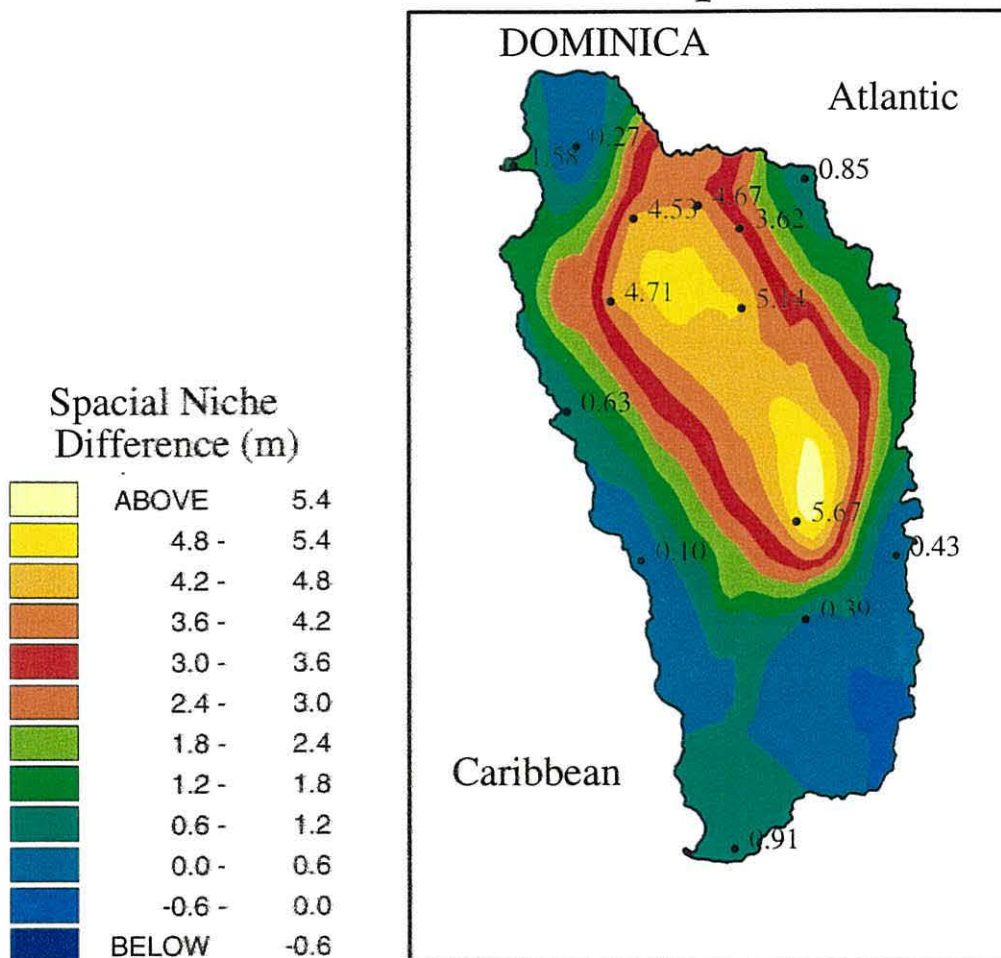 DOMINICA
Atlantic
0.27
1.58
0.85
4.67
4.53
3.62
4.71
5.14
0.63
5.67
0.10
0.43
0.39
Caribbean
0.91
Spacial Niche
Difference (m)
ABOVE 5.4
4.8 - 5.4
4.2 - 4.8
3.6 - 4.2
3.0 - 3.6
2.4 - 3.0
1.8 - 2.4
1.2 - 1.8
0.6 - 1.2
0.0 - 0.6
-0.6 - 0.0
BELOW -0.6